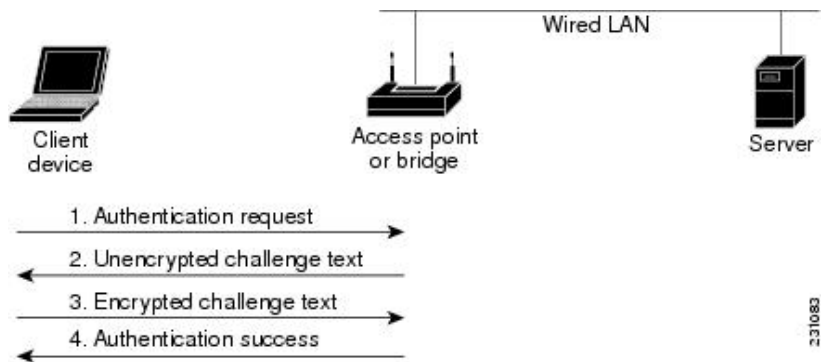 Wired LAN
Client
device
Access point
or bridge
Server
1. Authentication request
2. Unencrypted challenge text
3. Encrypted challenge text
4. Authentication success
231083